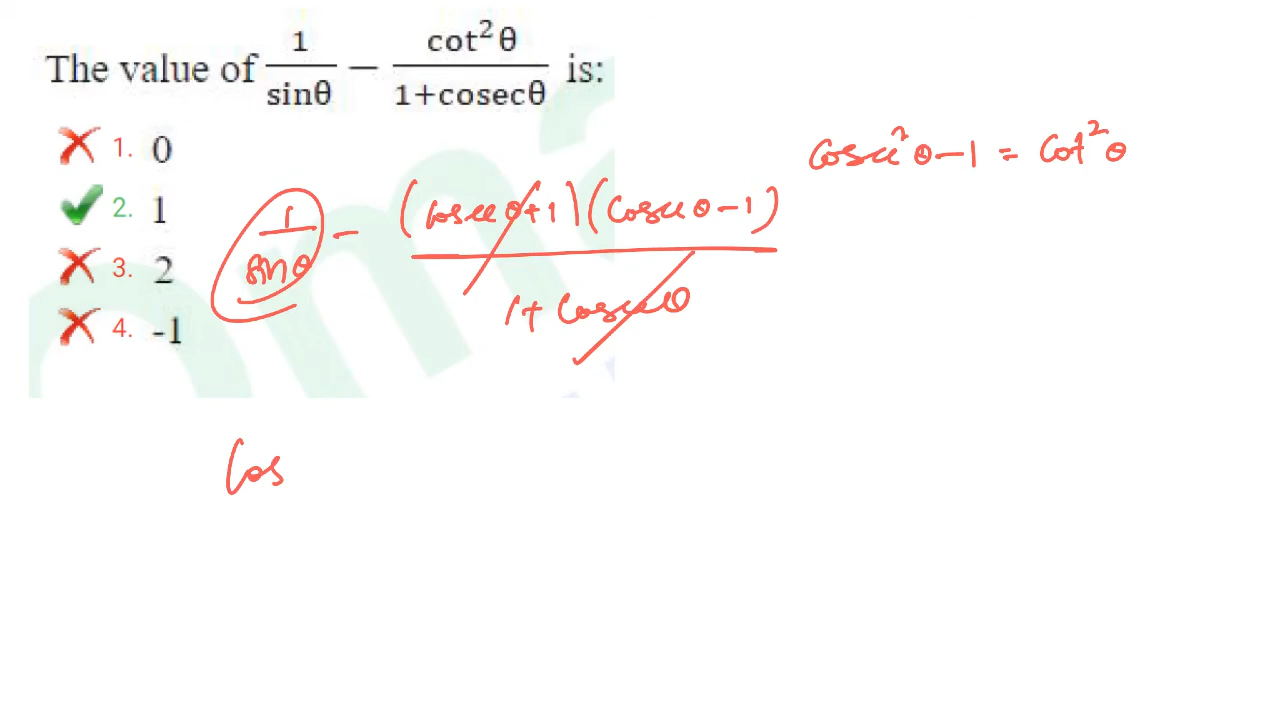 The value of 1/sinθ − cot²θ/1+cosecθ is:
1. 0
2. 1
3. 2
4. -1
cosec²θ − 1 = cot²θ
1/sinθ − (cosecθ+1)(cosecθ−1)/1+cosecθ
Cos